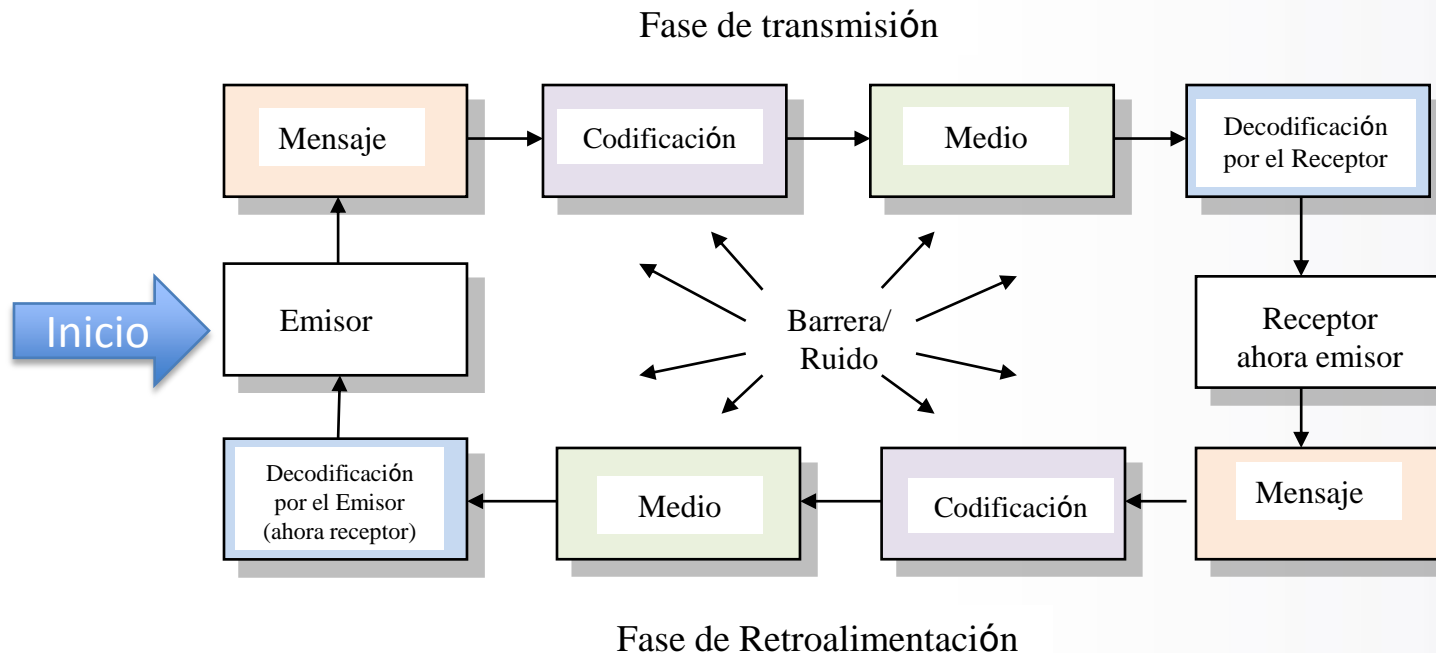 Fase de transmisión
Mensaje
Codificación
Medio
Decodificación
por el Receptor
Inicio
Emisor
Barrera/
Ruido
Receptor
ahora emisor
Decodificación
por el Emisor
(ahora receptor)
Medio
Codificación
Mensaje
Fase de Retroalimentación